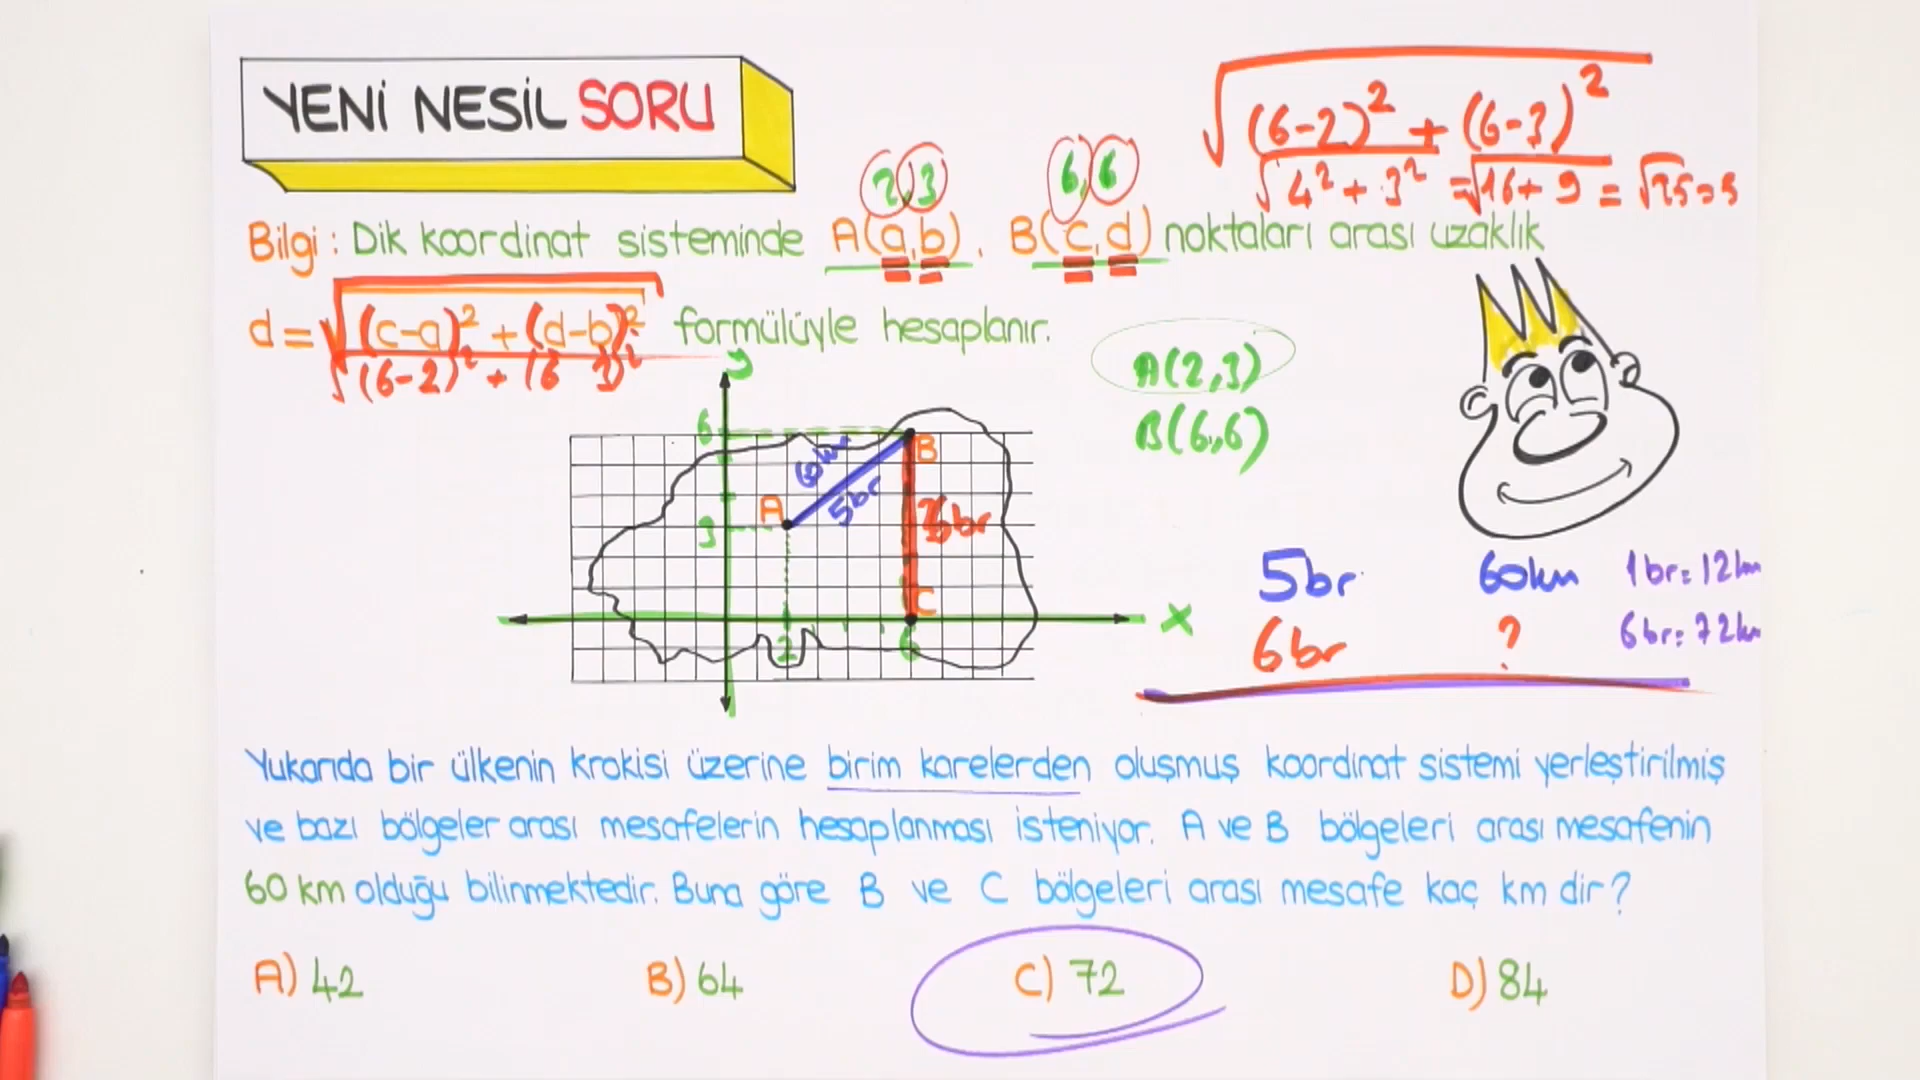 YENİ NESİL SORU
√(6-2)² + (6-3)²
√4² + 3² = √16 + 9 = √25 = 5
2,3
6,6
Bilgi : Dik koordinat sisteminde A(a,b), B(c,d) noktaları arası uzaklık
d = √(c-a)² + (d-b)² formülüyle hesaplanır.
√(6-2)² + (6 3)²
A(2,3)
B(6,6)
y
6
B
60km
5br
A
3
6br
C
x
2
6
5br 60km 1br = 12km
6br ? 6br = 72km
Yukarıda bir ülkenin krokisi üzerine birim karelerden oluşmuş koordinat sistemi yerleştirilmiş
ve bazı bölgeler arası mesafelerin hesaplanması isteniyor. A ve B bölgeleri arası mesafenin
60 km olduğu bilinmektedir. Buna göre B ve C bölgeleri arası mesafe kaç km dir?
A) 42 B) 64 C) 72 D) 84